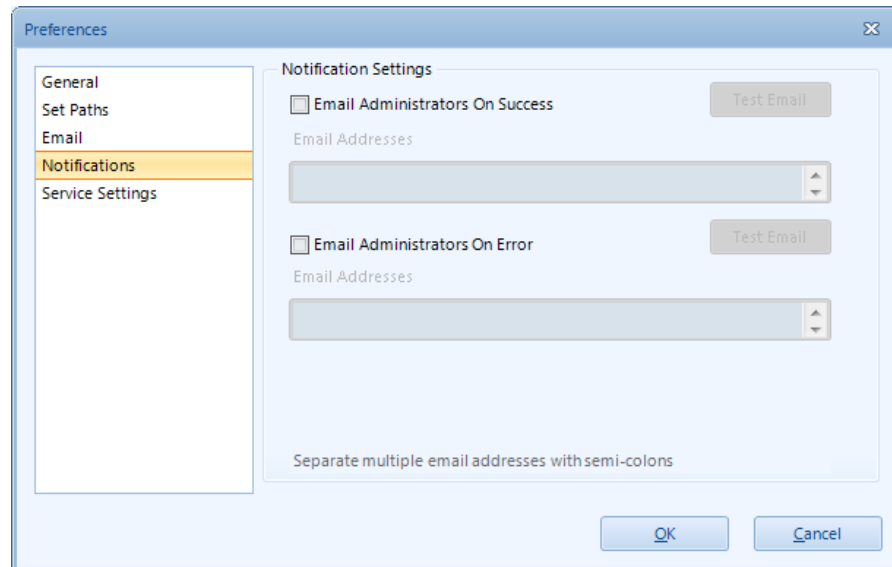 Preferences
General
Set Paths
Email
Notifications
Service Settings
Notification Settings
Email Administrators On Success
Test Email
Email Addresses
Email Administrators On Error
Test Email
Email Addresses
Separate multiple email addresses with semi-colons
OK
Cancel